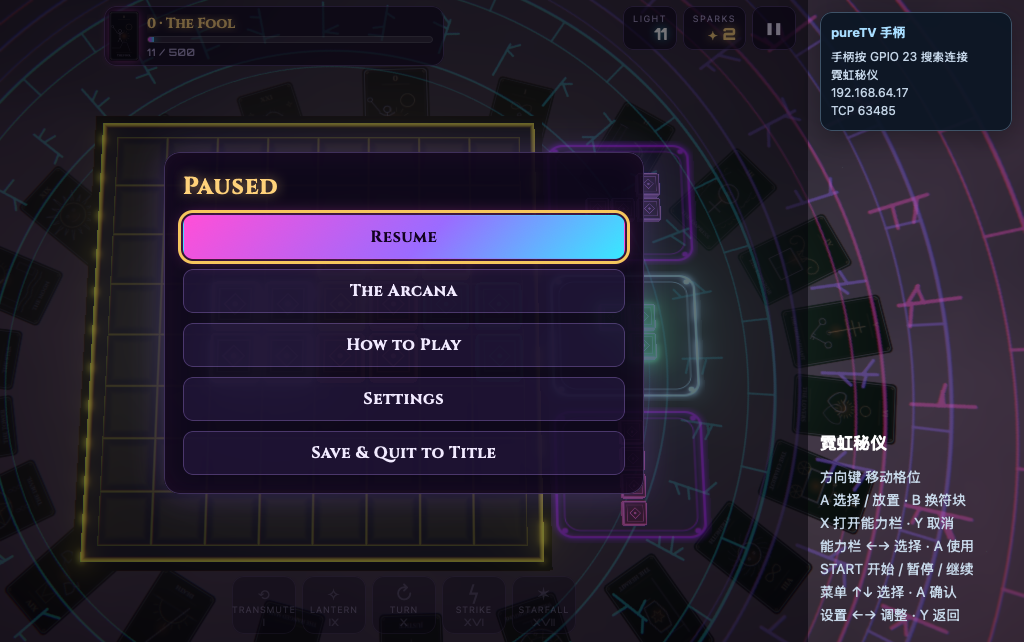 0 · The Fool
11 / 500
LIGHT
11
SPARKS
2
Paused
Resume
The Arcana
How to Play
Settings
Save & Quit to Title
TRANSMUTE
I
LANTERN
IX
TURN
X
STRIKE
XVI
STARFALL
XVII
pureTV 手柄
手柄按 GPIO 23 搜索连接
霓虹秘仪
192.168.64.17
TCP 63485
霓虹秘仪
方向键 移动格位
A 选择 / 放置 · B 换符块
X 打开能力栏 · Y 取消
能力栏 ←→ 选择 · A 使用
START 开始 / 暂停 / 继续
菜单 ↑↓ 选择 · A 确认
设置 ←→ 调整 · Y 返回